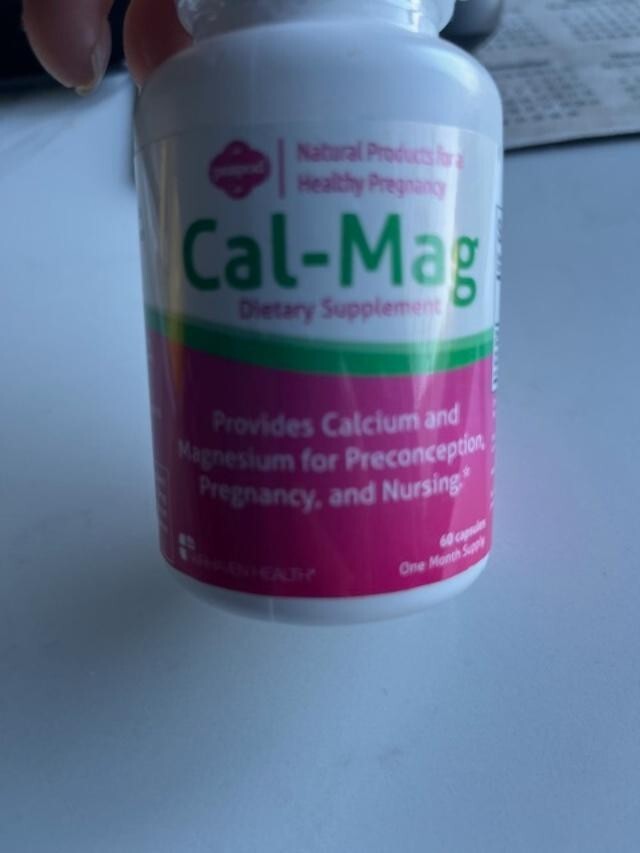 Natural Products for a
Healthy Pregnancy
Cal-Mag
Dietary Supplement
Provides Calcium and
Magnesium for Preconception,
Pregnancy, and Nursing.*
60 capsules
One Month Supply
HEALTH